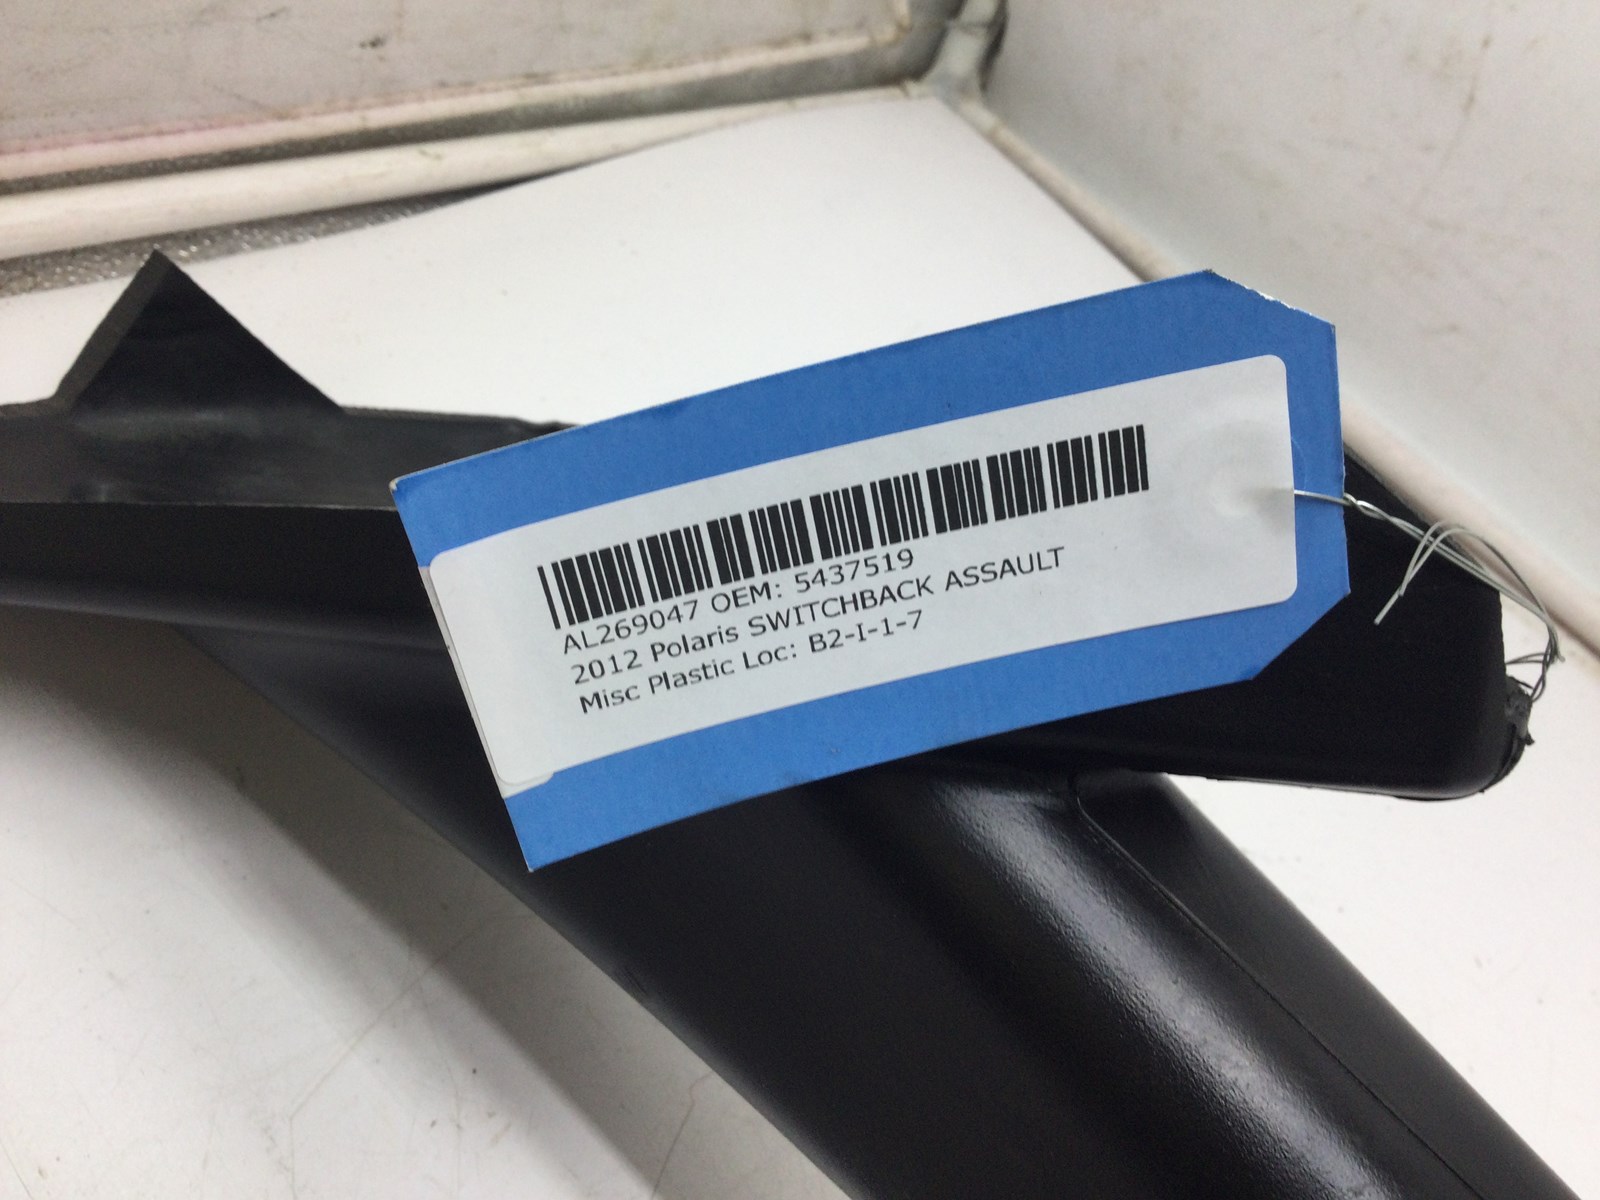 AL269047 OEM: 5437519
2012 Polaris SWITCHBACK ASSAULT
Misc Plastic Loc: B2-I-1-7